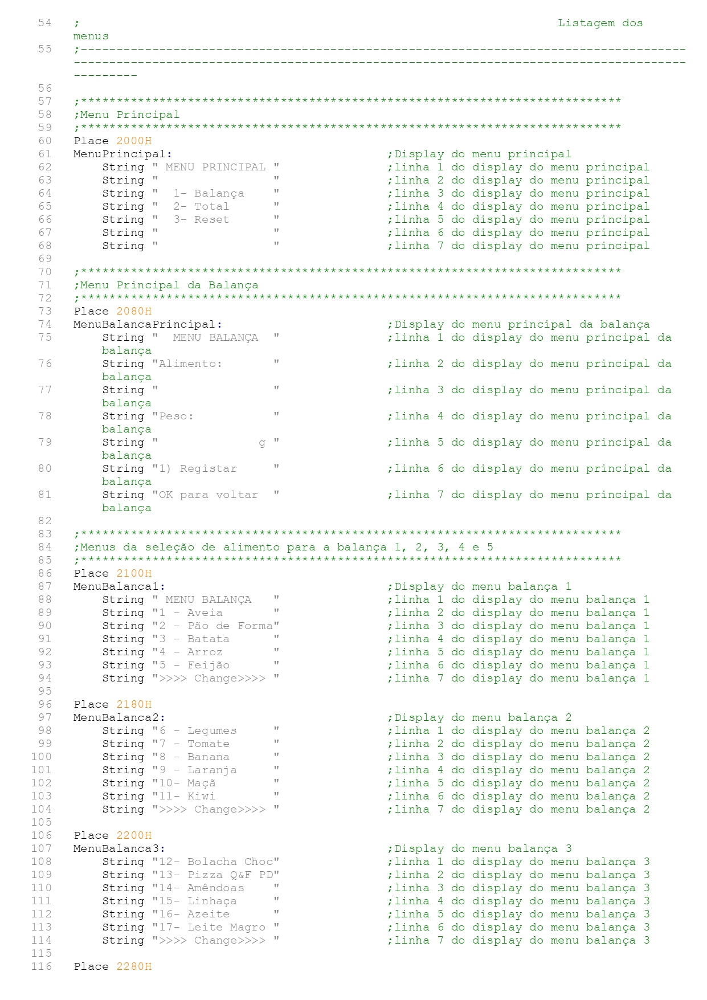 54 ; Listagem dos
menus
55 ;-------------------------------------------------------------------------------------
--------------------------------------------------------------------------------------
---------
56
57 ;****************************************************************************
58 ;Menu Principal
59 ;****************************************************************************
60 Place 2000H
61 MenuPrincipal: ;Display do menu principal
62 String " MENU PRINCIPAL " ;linha 1 do display do menu principal
63 String "                " ;linha 2 do display do menu principal
64 String "  1- Balança    " ;linha 3 do display do menu principal
65 String "  2- Total      " ;linha 4 do display do menu principal
66 String "  3- Reset      " ;linha 5 do display do menu principal
67 String "                " ;linha 6 do display do menu principal
68 String "                " ;linha 7 do display do menu principal
69
70 ;****************************************************************************
71 ;Menu Principal da Balança
72 ;****************************************************************************
73 Place 2080H
74 MenuBalancaPrincipal: ;Display do menu principal da balança
75 String "  MENU BALANÇA  " ;linha 1 do display do menu principal da
balança
76 String "Alimento:       " ;linha 2 do display do menu principal da
balança
77 String "                " ;linha 3 do display do menu principal da
balança
78 String "Peso:           " ;linha 4 do display do menu principal da
balança
79 String "              g " ;linha 5 do display do menu principal da
balança
80 String "1) Registar     " ;linha 6 do display do menu principal da
balança
81 String "OK para voltar  " ;linha 7 do display do menu principal da
balança
82
83 ;****************************************************************************
84 ;Menus da seleção de alimento para a balança 1, 2, 3, 4 e 5
85 ;****************************************************************************
86 Place 2100H
87 MenuBalanca1: ;Display do menu balança 1
88 String " MENU BALANÇA   " ;linha 1 do display do menu balança 1
89 String "1 - Aveia       " ;linha 2 do display do menu balança 1
90 String "2 - Pão de Forma" ;linha 3 do display do menu balança 1
91 String "3 - Batata      " ;linha 4 do display do menu balança 1
92 String "4 - Arroz       " ;linha 5 do display do menu balança 1
93 String "5 - Feijão      " ;linha 6 do display do menu balança 1
94 String ">>>> Change>>>> " ;linha 7 do display do menu balança 1
95
96 Place 2180H
97 MenuBalanca2: ;Display do menu balança 2
98 String "6 - Legumes     " ;linha 1 do display do menu balança 2
99 String "7 - Tomate      " ;linha 2 do display do menu balança 2
100 String "8 - Banana      " ;linha 3 do display do menu balança 2
101 String "9 - Laranja     " ;linha 4 do display do menu balança 2
102 String "10- Maçã        " ;linha 5 do display do menu balança 2
103 String "11- Kiwi        " ;linha 6 do display do menu balança 2
104 String ">>>> Change>>>> " ;linha 7 do display do menu balança 2
105
106 Place 2200H
107 MenuBalanca3: ;Display do menu balança 3
108 String "12- Bolacha Choc" ;linha 1 do display do menu balança 3
109 String "13- Pizza Q&F PD" ;linha 2 do display do menu balança 3
110 String "14- Amêndoas    " ;linha 3 do display do menu balança 3
111 String "15- Linhaça     " ;linha 4 do display do menu balança 3
112 String "16- Azeite      " ;linha 5 do display do menu balança 3
113 String "17- Leite Magro " ;linha 6 do display do menu balança 3
114 String ">>>> Change>>>> " ;linha 7 do display do menu balança 3
115
116 Place 2280H